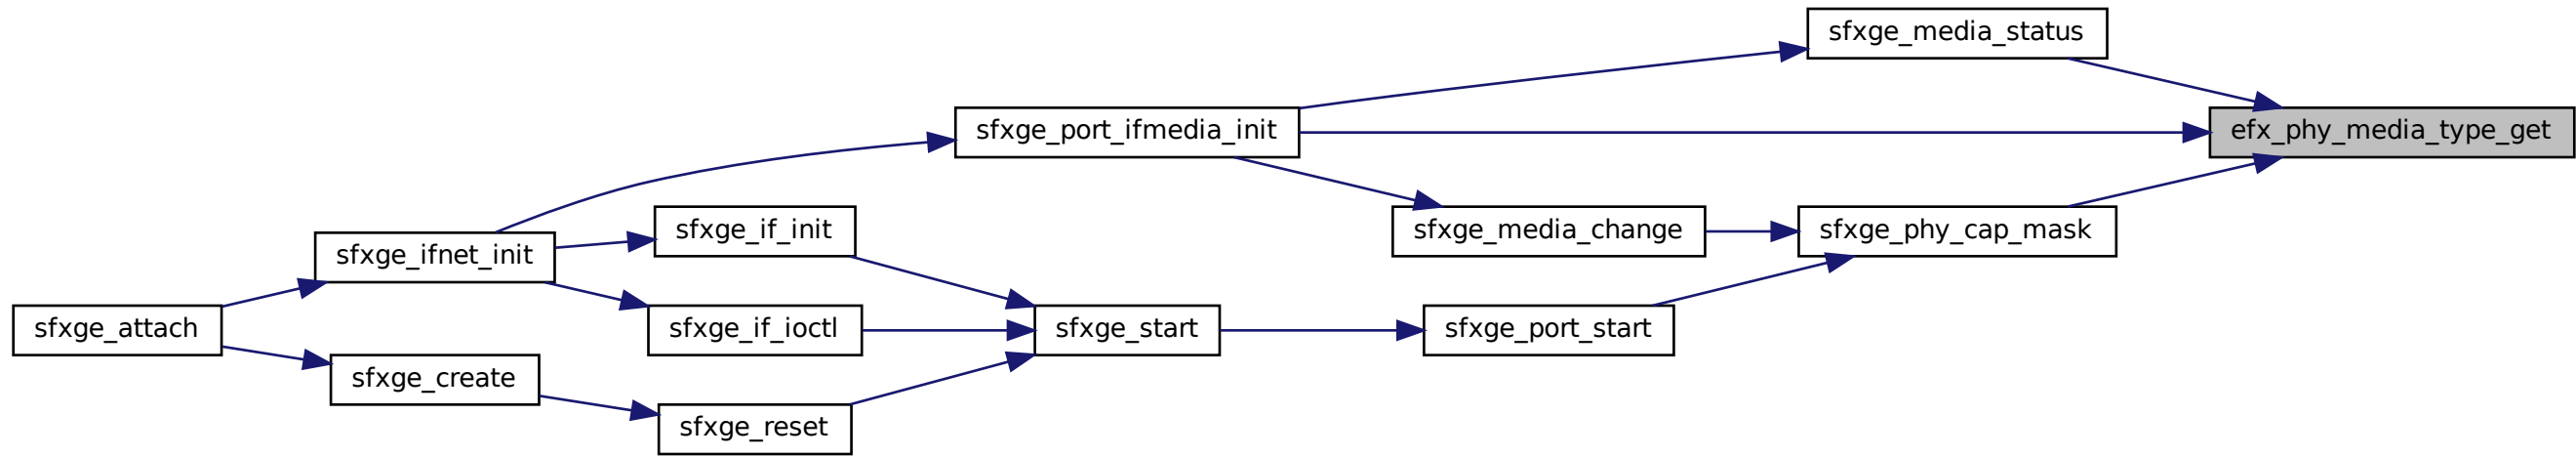 sfxge_media_status
efx_phy_media_type_get
sfxge_port_ifmedia_init
sfxge_media_change
sfxge_phy_cap_mask
sfxge_if_init
sfxge_ifnet_init
sfxge_attach
sfxge_if_ioctl
sfxge_start
sfxge_port_start
sfxge_create
sfxge_reset